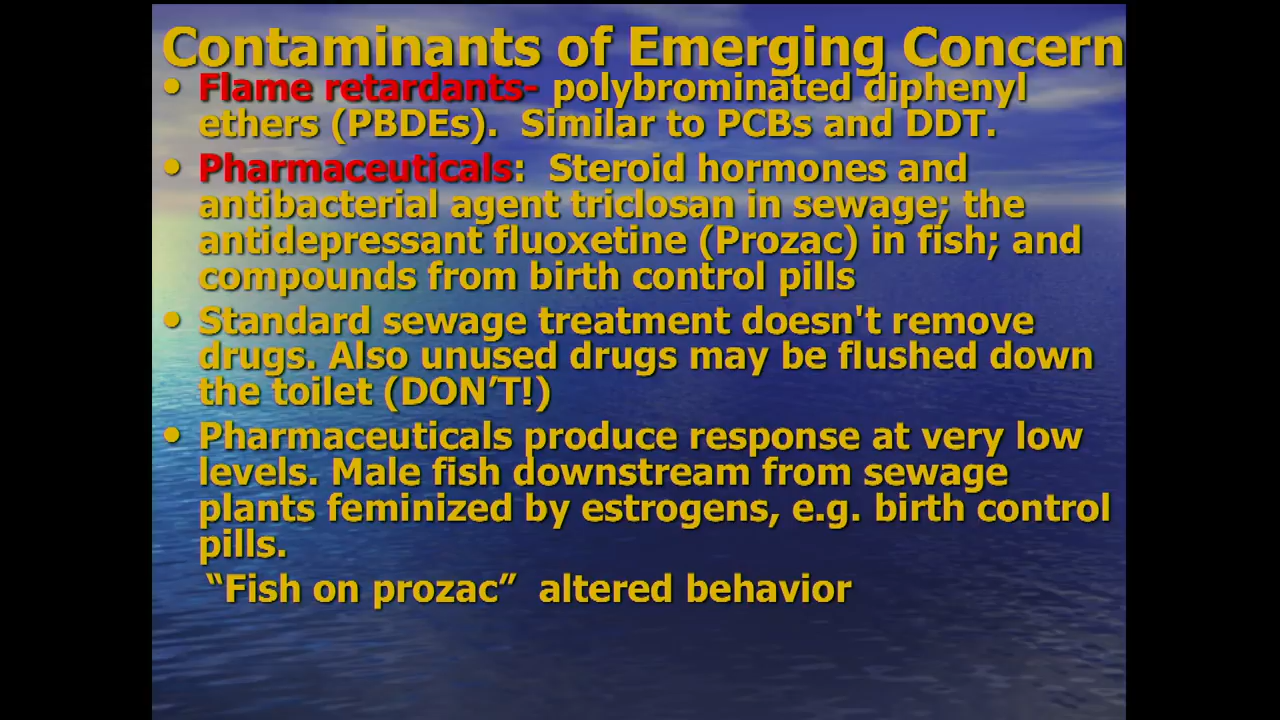 Contaminants of Emerging Concern
• Flame retardants- polybrominated diphenyl
ethers (PBDEs).  Similar to PCBs and DDT.
• Pharmaceuticals:  Steroid hormones and
antibacterial agent triclosan in sewage; the
antidepressant fluoxetine (Prozac) in fish; and
compounds from birth control pills
• Standard sewage treatment doesn't remove
drugs. Also unused drugs may be flushed down
the toilet (DON’T!)
• Pharmaceuticals produce response at very low
levels. Male fish downstream from sewage
plants feminized by estrogens, e.g. birth control
pills.
“Fish on prozac”  altered behavior